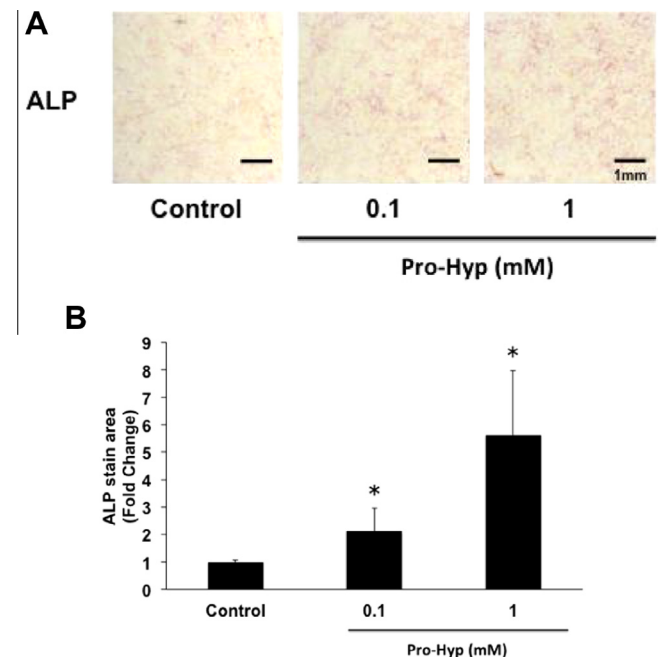 A
ALP
1mm
Control 0.1 1
Pro-Hyp (mM)
B
ALP stain area
(Fold Change)
9
8
7
6
5
4
3
2
1
0
*
*
Control 0.1 1
Pro-Hyp (mM)